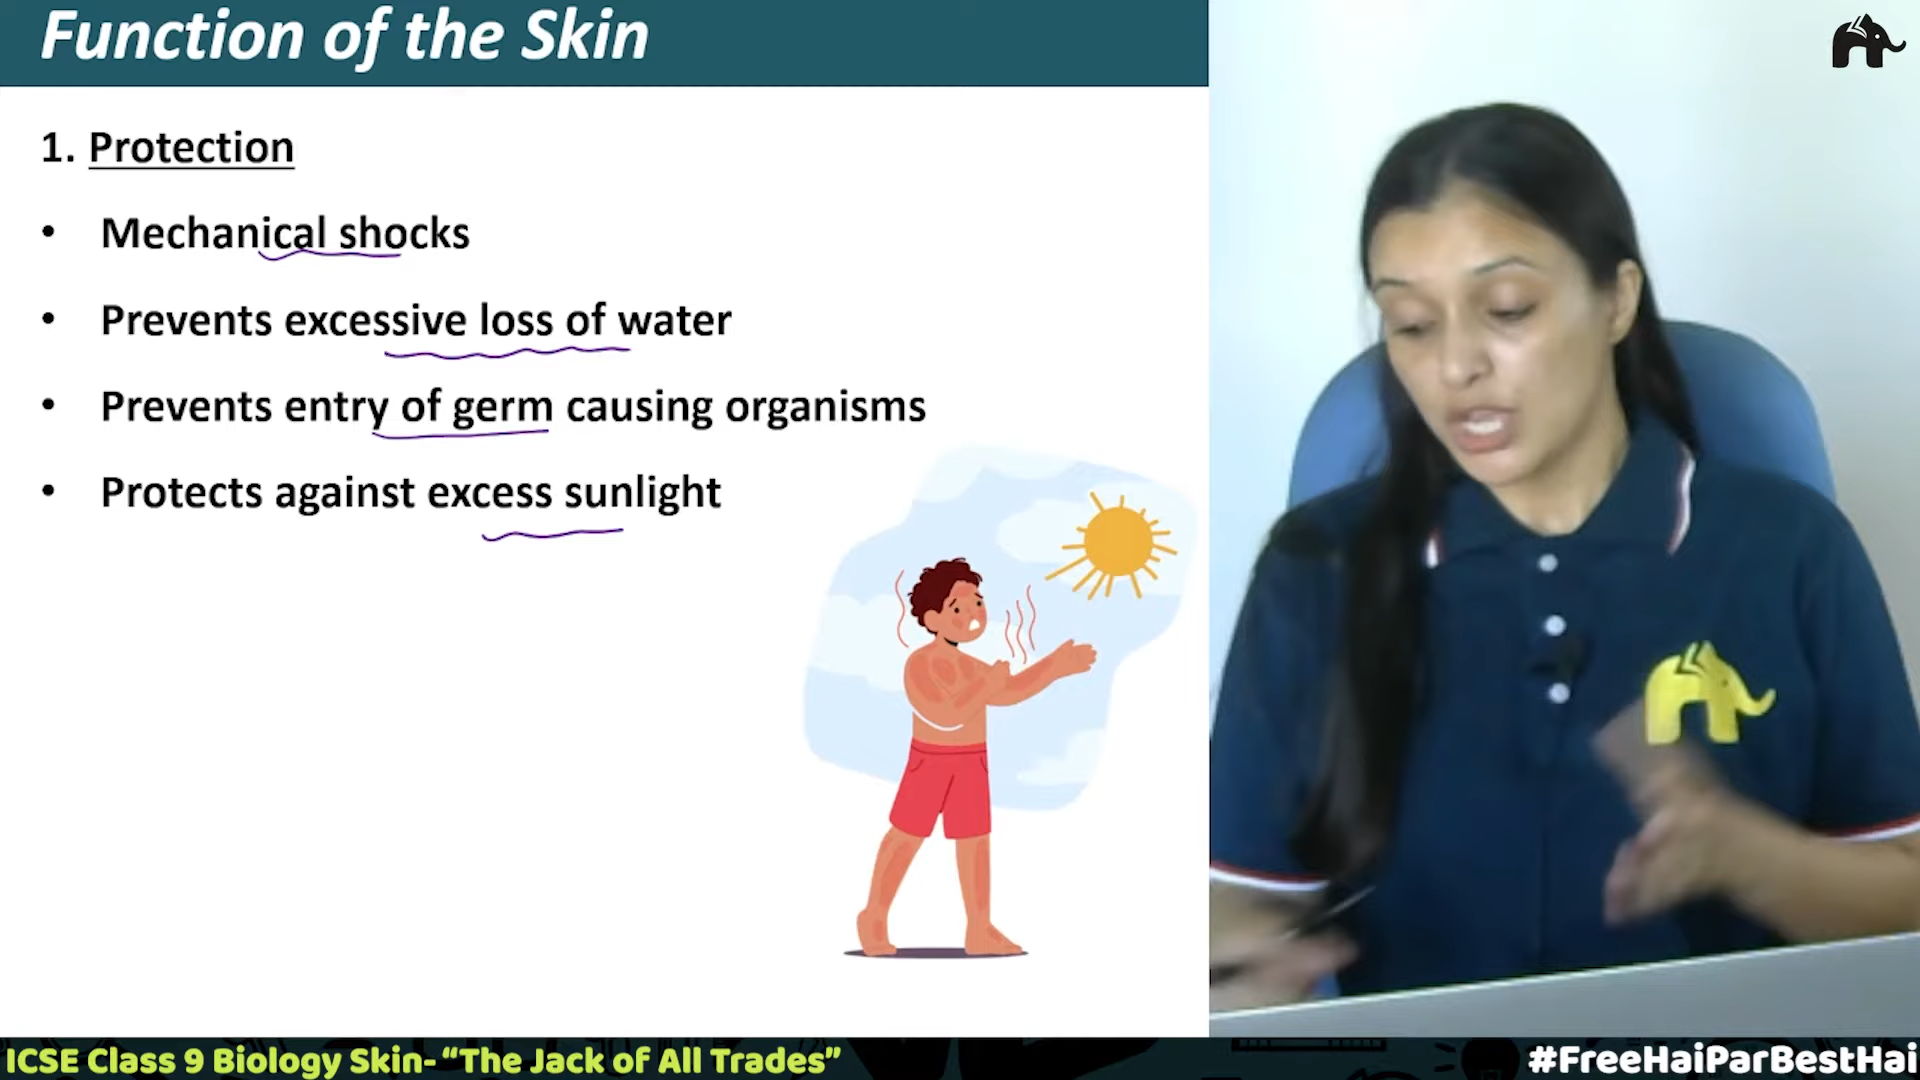 Function of the Skin
1. Protection
• Mechanical shocks
• Prevents excessive loss of water
• Prevents entry of germ causing organisms
• Protects against excess sunlight
ICSE Class 9 Biology Skin- “The Jack of All Trades”
#FreeHaiParBestHai